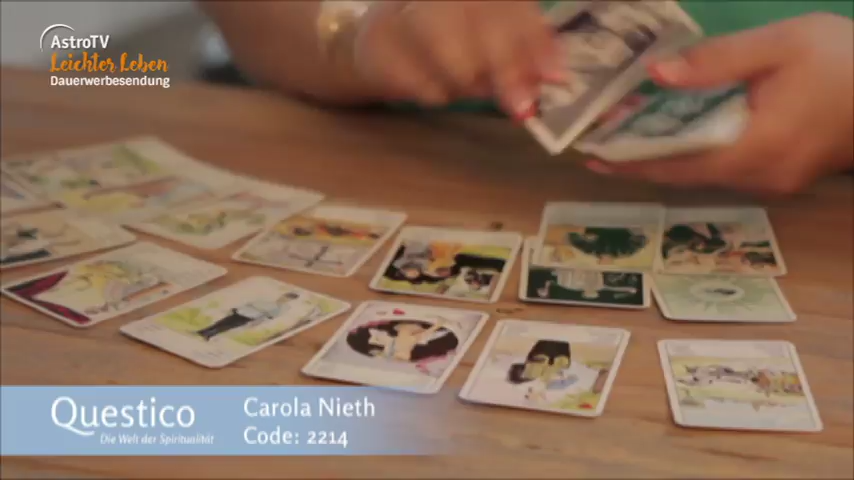 AstroTV
Leichter Leben
Dauerwerbesendung
Questico
Die Welt der Spiritualität
Carola Nieth
Code: 2214